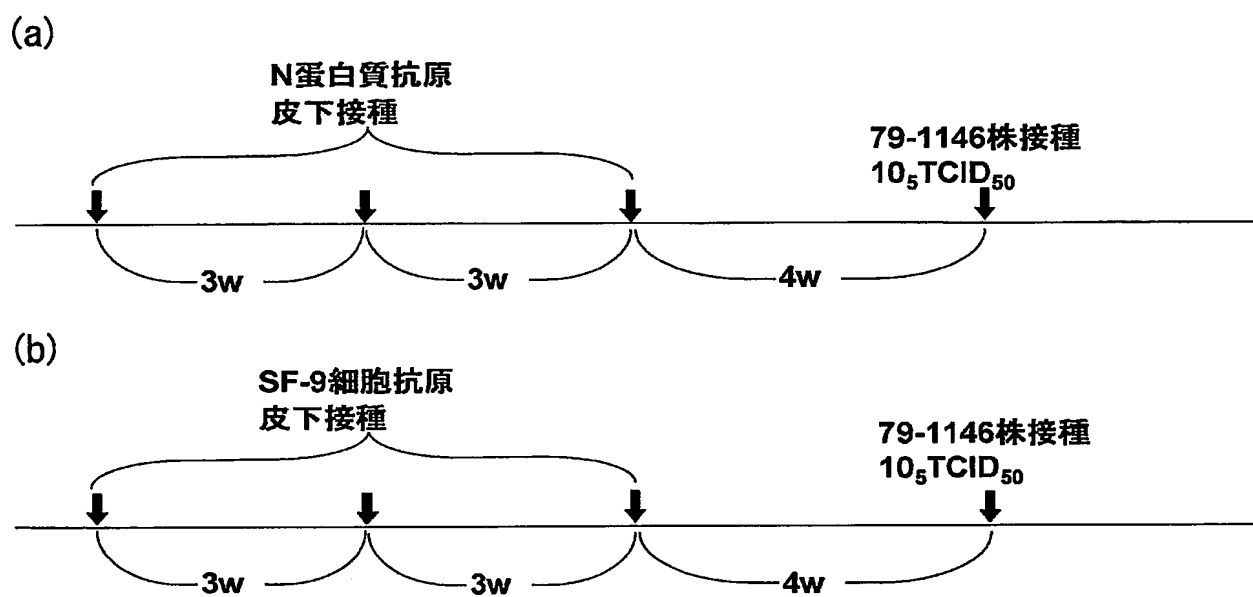 (a)
N蛋白質抗原
皮下接種
79-1146株接種
10₅TCID₅₀
3w
3w
4w
(b)
SF-9細胞抗原
皮下接種
79-1146株接種
10₅TCID₅₀
3w
3w
4w